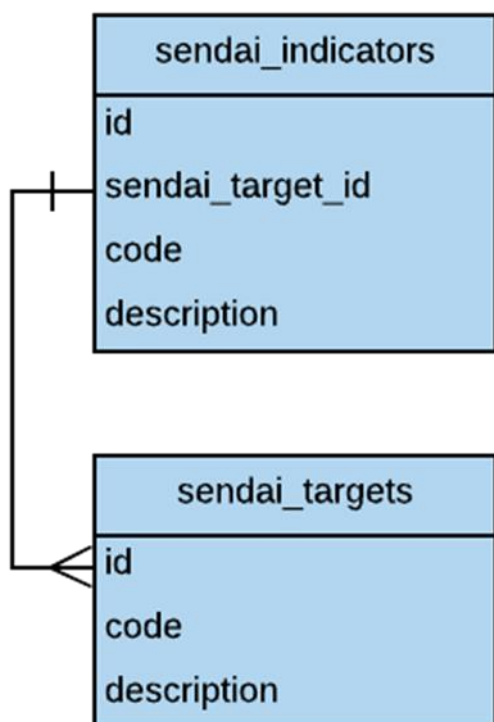 sendai_indicators
id
sendai_target_id
code
description
sendai_targets
id
code
description